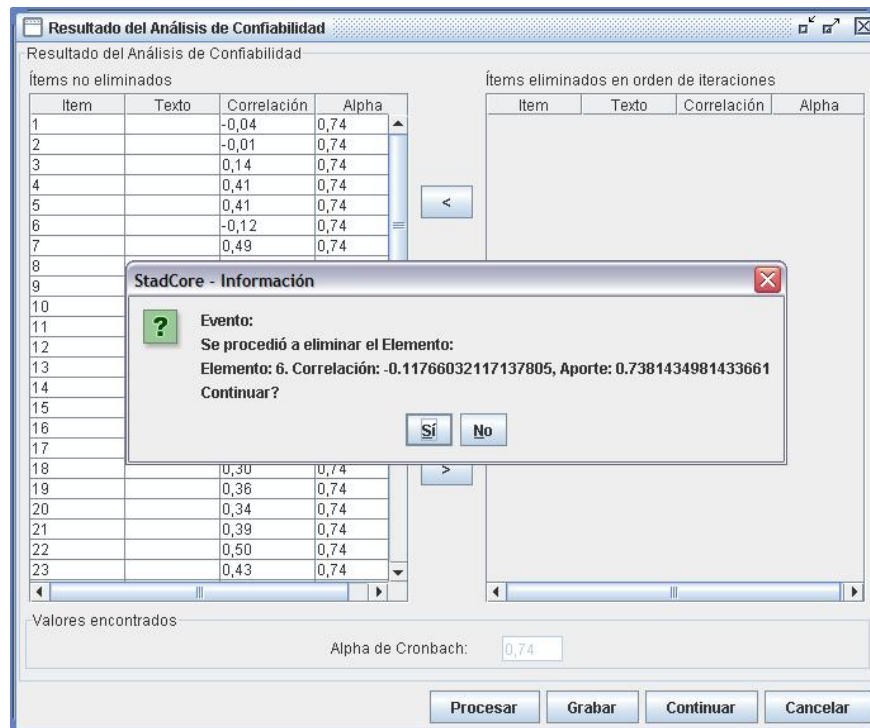 Resultado del Análisis de Confiabilidad
Resultado del Análisis de Confiabilidad
Ítems no eliminados
Item Texto Correlación Alpha
1 -0,04 0,74
2 -0,01 0,74
3 0,14 0,74
4 0,41 0,74
5 0,41 0,74
6 -0,12 0,74
7 0,49 0,74
8
9
10
11
12
13
14
15
16
17
18 0,30 0,74
19 0,36 0,74
20 0,34 0,74
21 0,39 0,74
22 0,50 0,74
23 0,43 0,74
<
>
Ítems eliminados en orden de iteraciones
Item Texto Correlación Alpha
StadCore - Información
?
Evento:
Se procedió a eliminar el Elemento:
Elemento: 6. Correlación: -0.11766032117137805, Aporte: 0.7381434981433661
Continuar?
Sí No
Valores encontrados
Alpha de Cronbach: 0,74
Procesar Grabar Continuar Cancelar